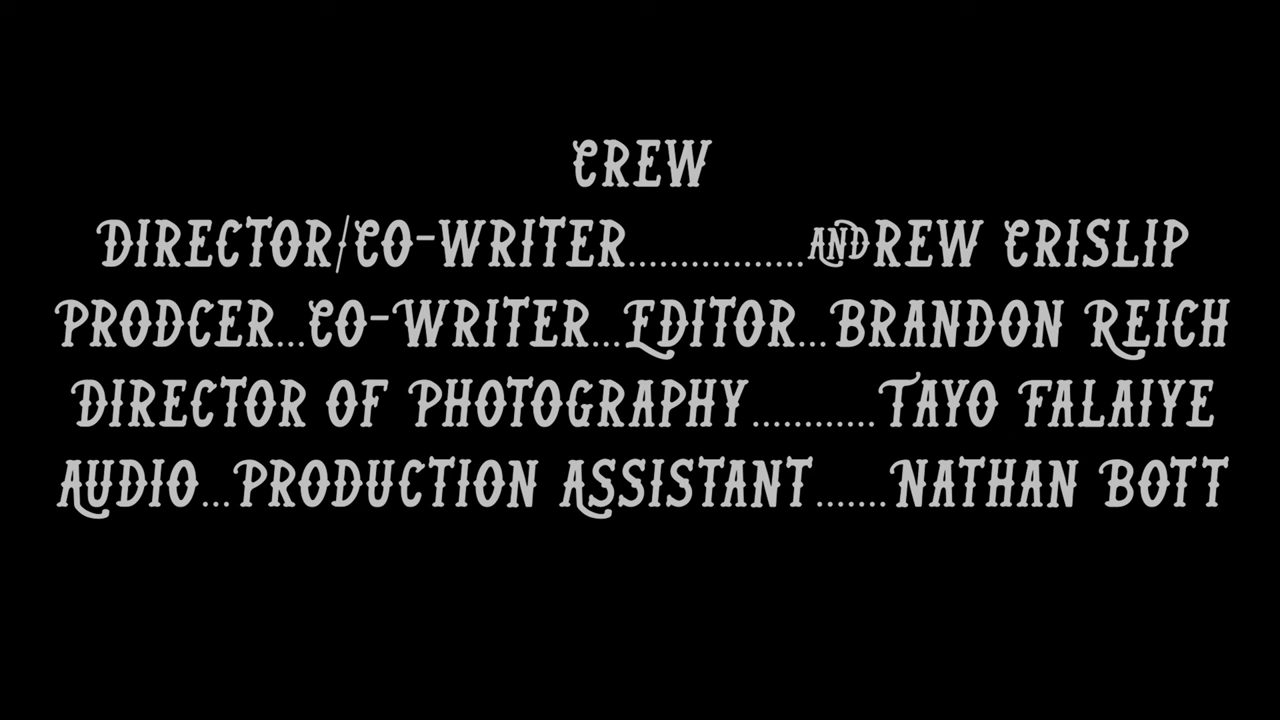 Crew
Director/Co-writer.................Andrew Crislip
Prodcer...Co-Writer...Editor...Brandon Reich
Director of Photography............Tayo Falaiye
Audio...Production Assistant.......Nathan Bott